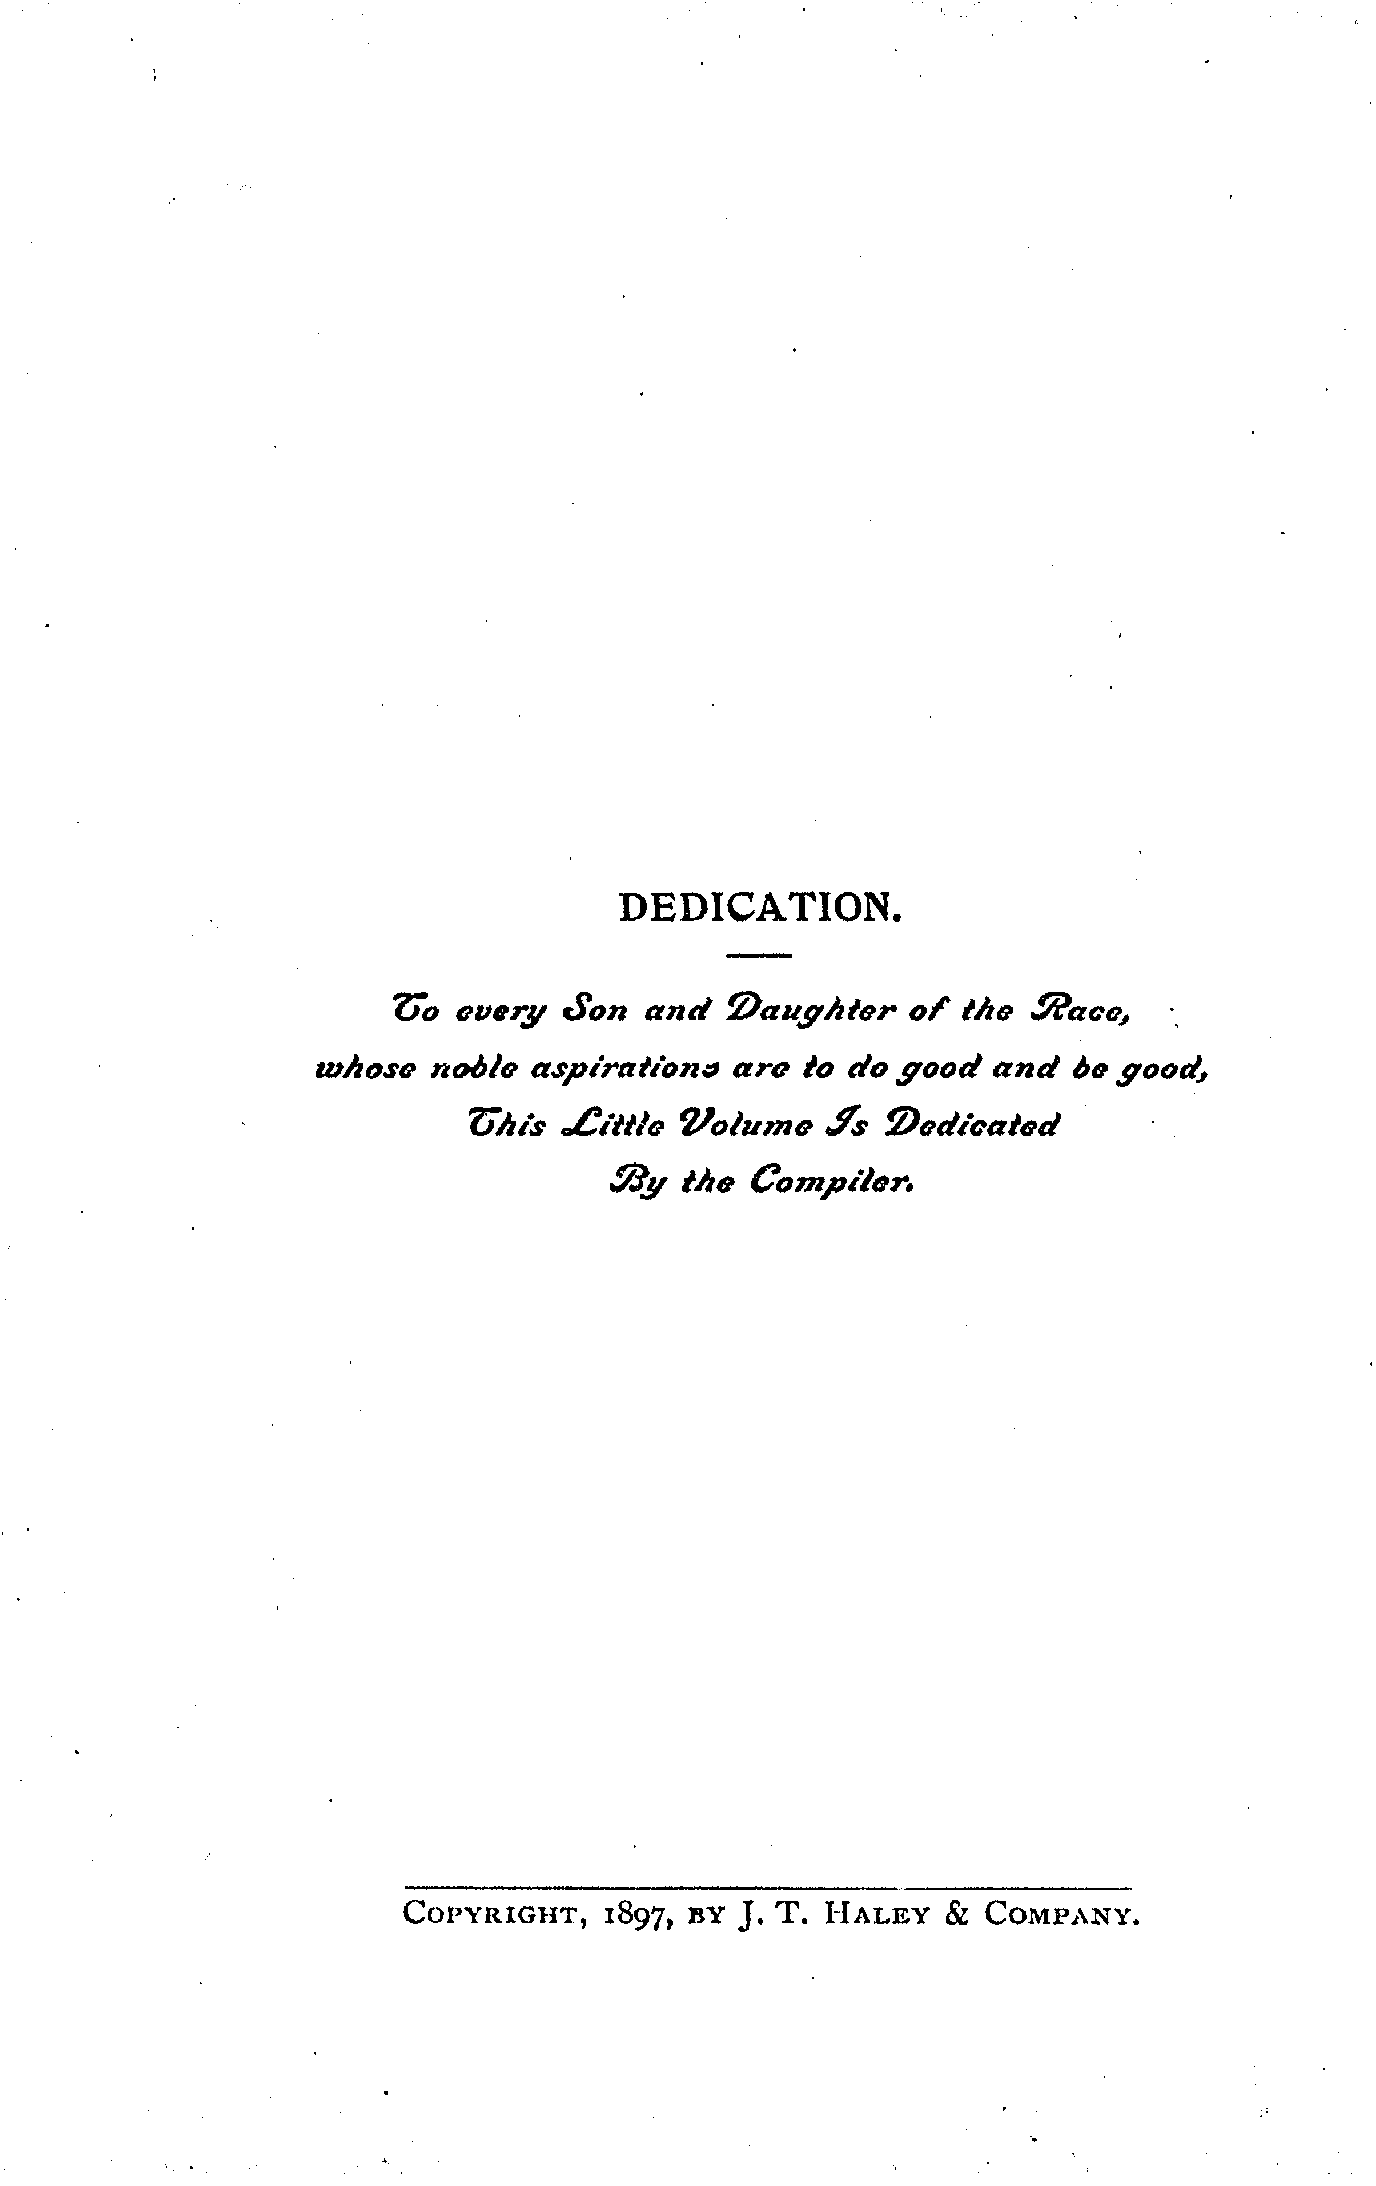 DEDICATION.
To every Son and Daughter of the Race,
whose noble aspirations are to do good and be good,
This Little Volume Is Dedicated
By the Compiler.
COPYRIGHT, 1897, BY J. T. HALEY & COMPANY.